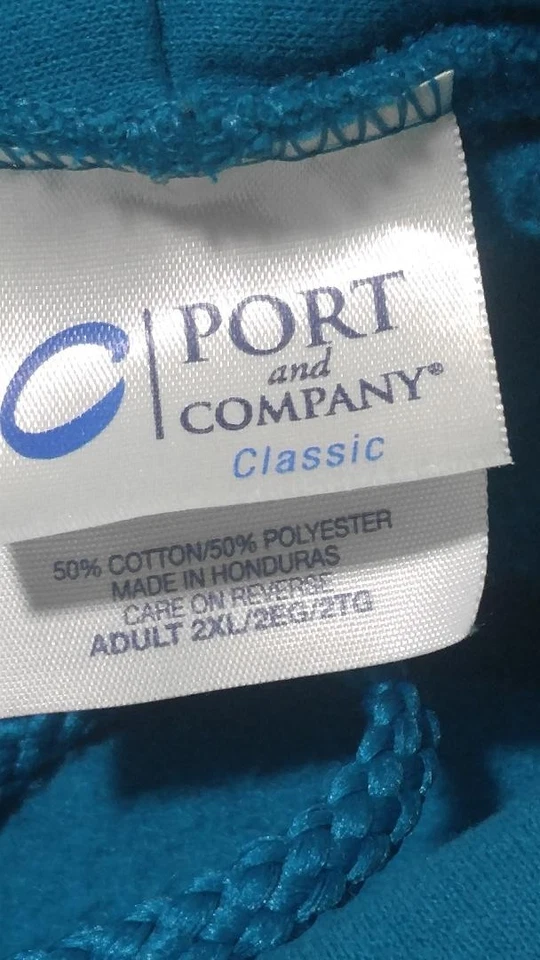 PORT
and
COMPANY®
Classic
50% COTTON/50% POLYESTER
MADE IN HONDURAS
CARE ON REVERSE
ADULT 2XL/2EG/2TG